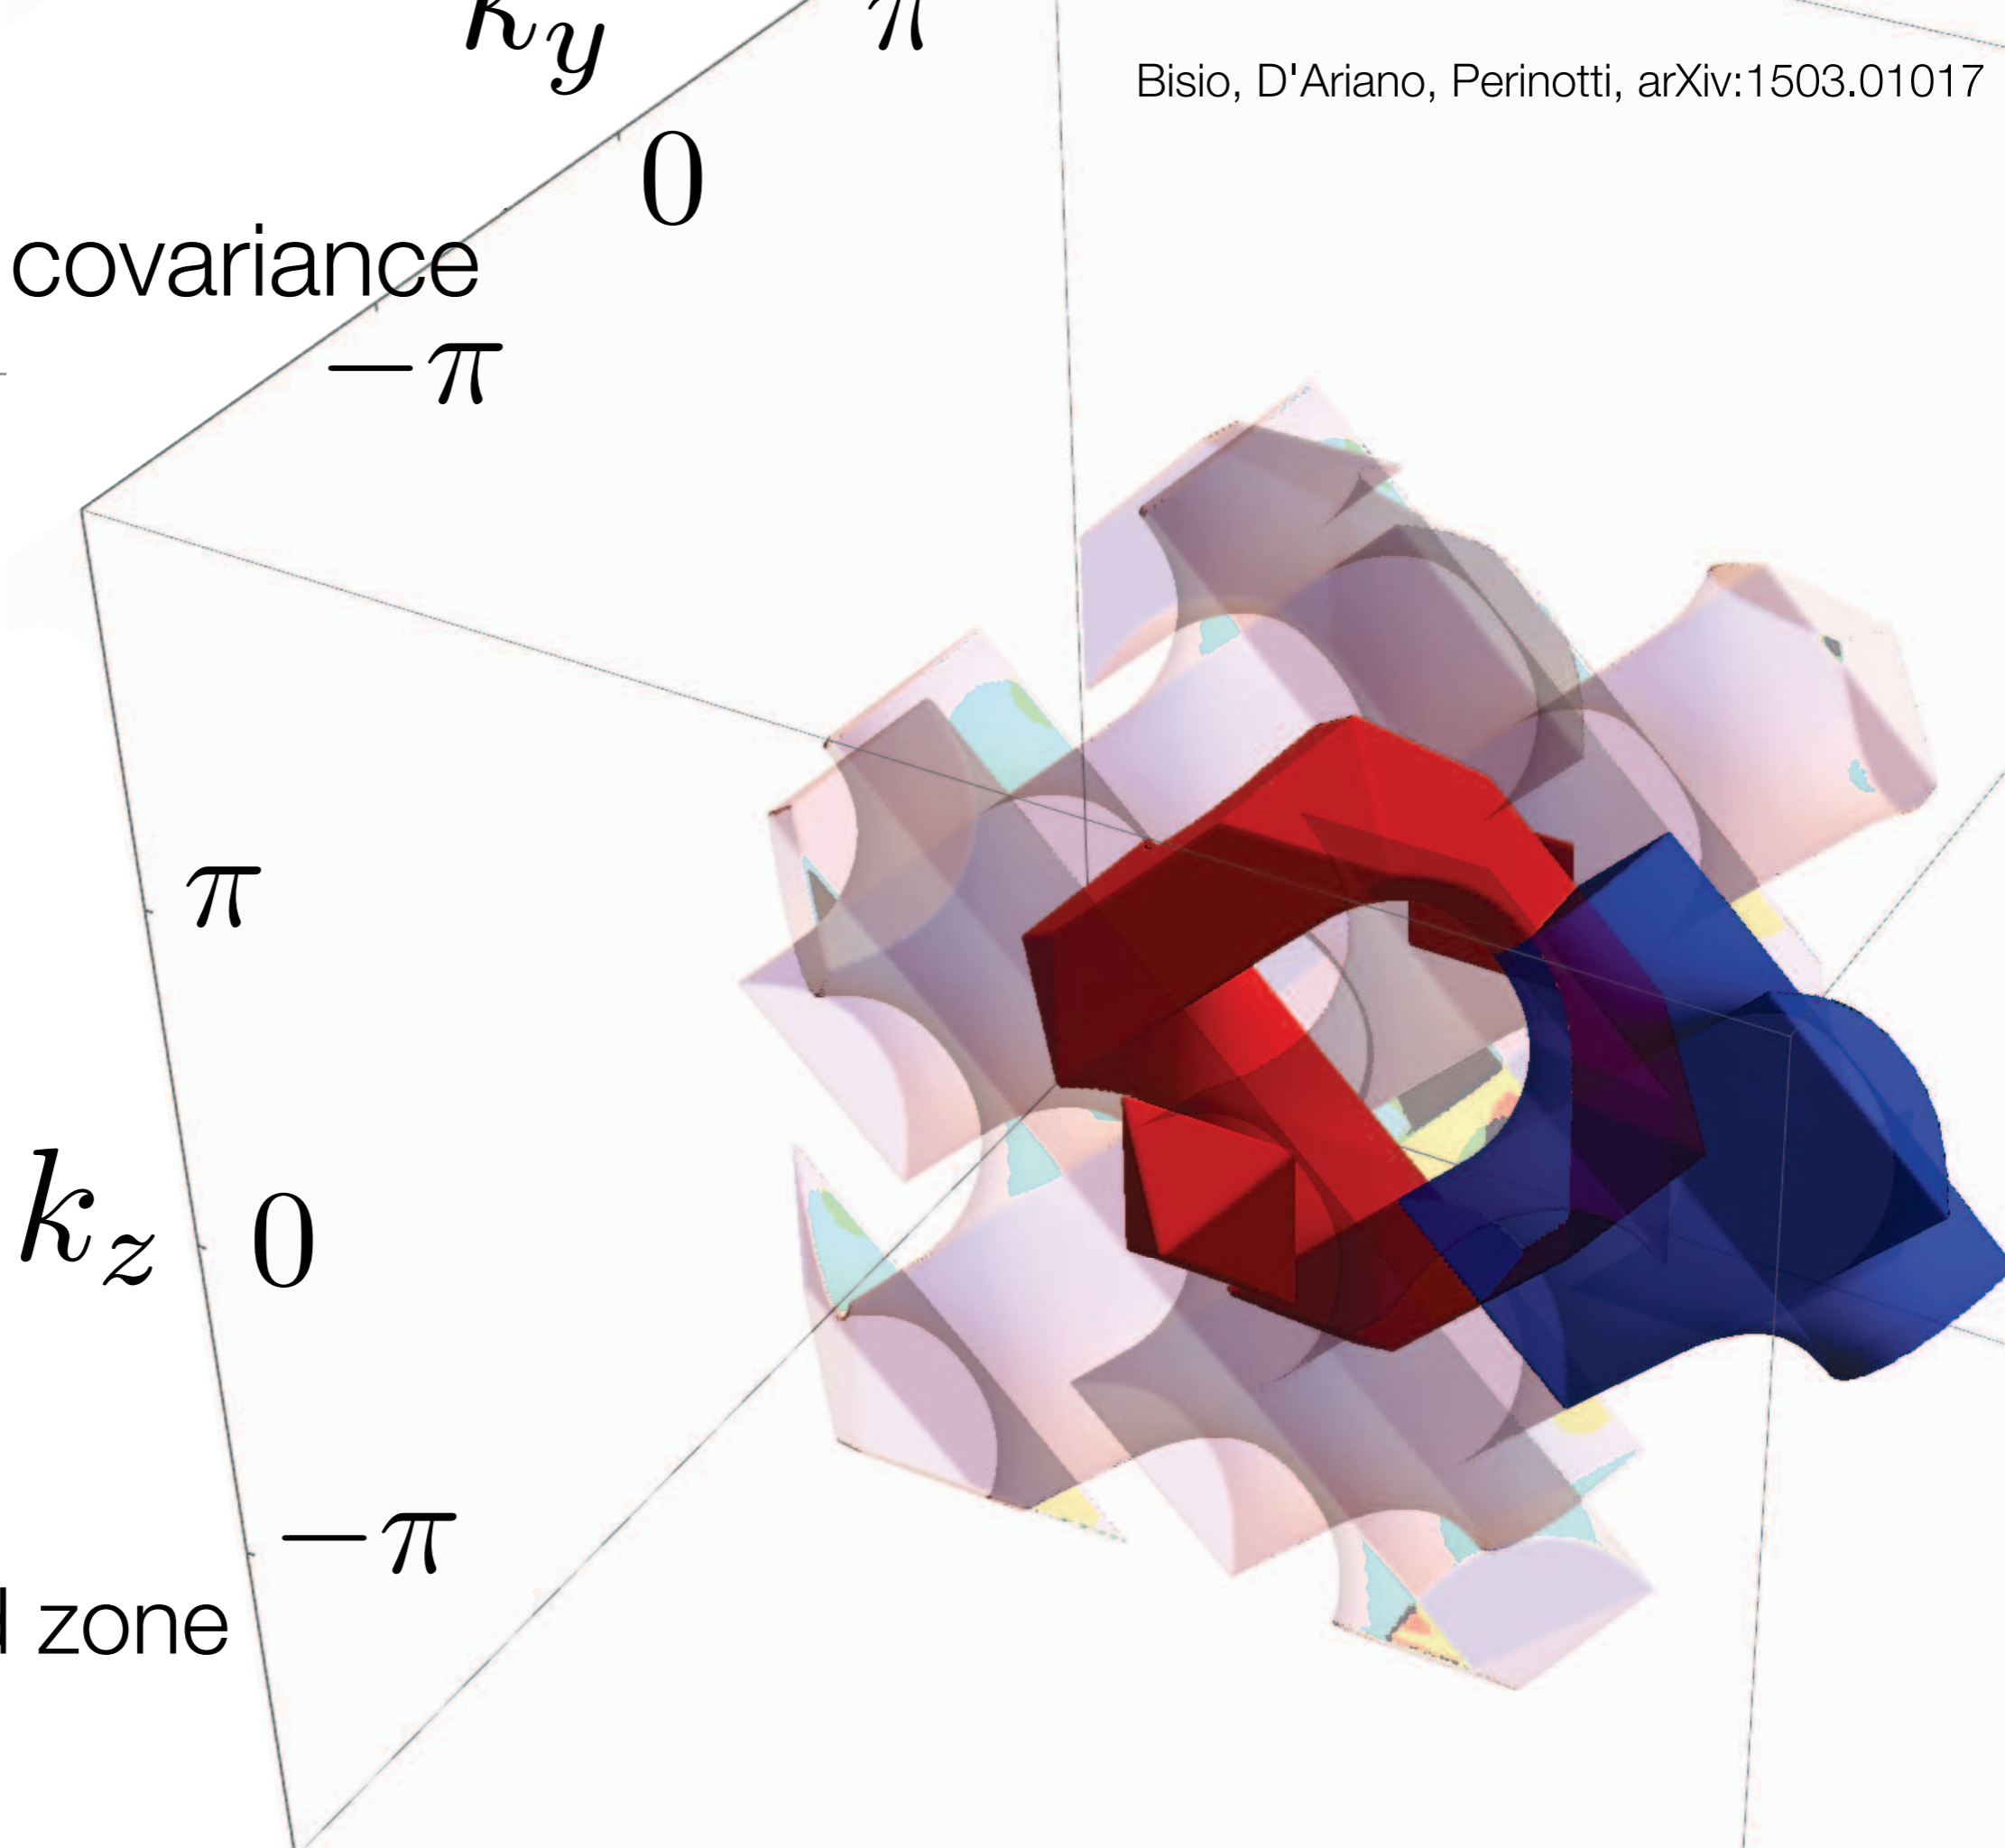 k_y
π
Bisio, D'Ariano, Perinotti, arXiv:1503.01017
0
covariance
−π
π
k_z
0
−π
zone